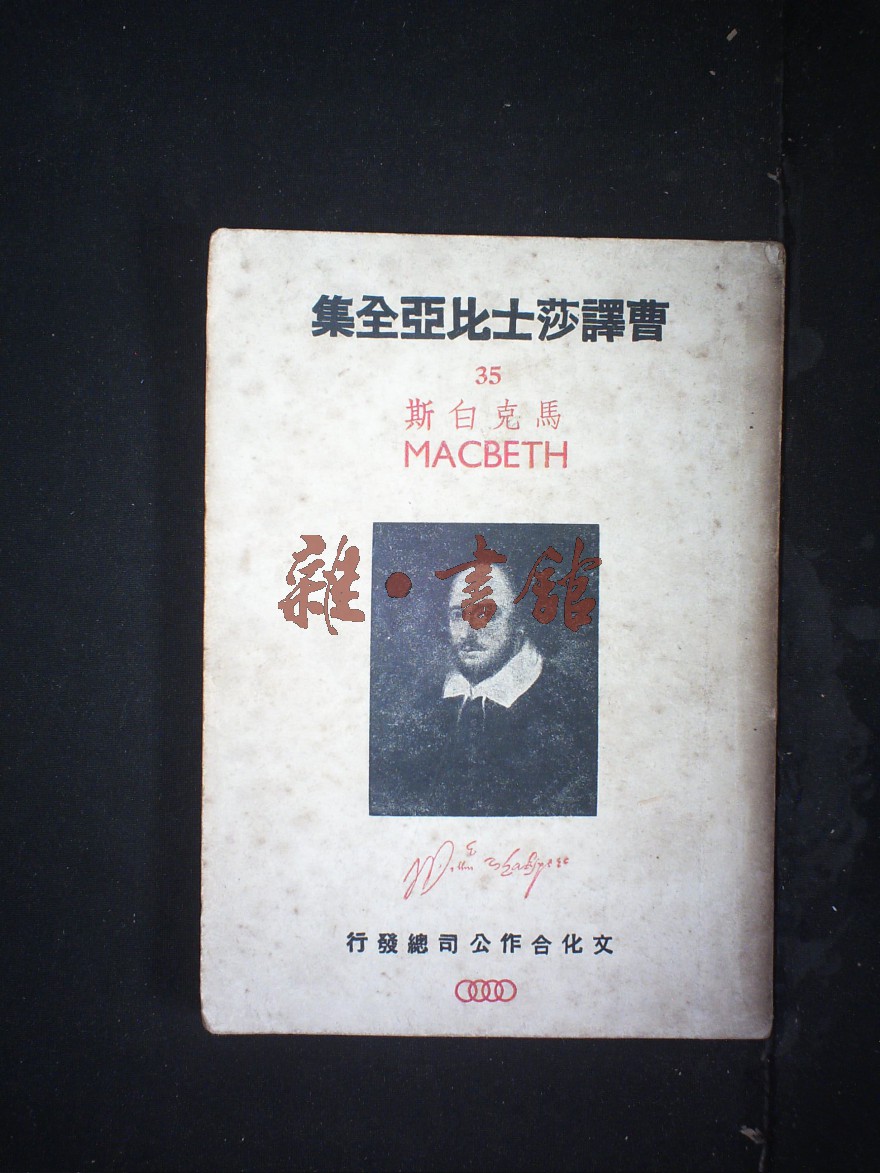 曹譯莎士比亞全集
35
馬克白斯
MACBETH
雜·書館
文化合作公司總發行